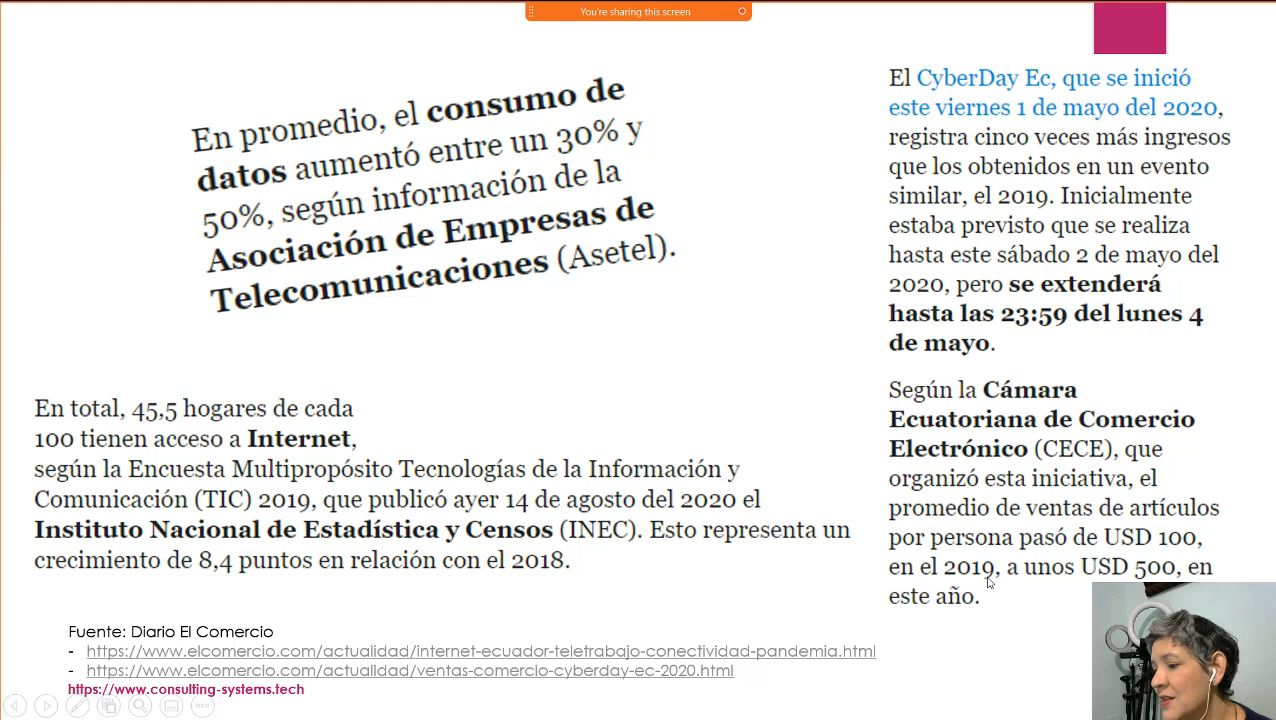 You're sharing this screen
En promedio, el consumo de
datos aumentó entre un 30% y
50%, según información de la
Asociación de Empresas de
Telecomunicaciones (Asetel).
En total, 45,5 hogares de cada
100 tienen acceso a Internet,
según la Encuesta Multipropósito Tecnologías de la Información y
Comunicación (TIC) 2019, que publicó ayer 14 de agosto del 2020 el
Instituto Nacional de Estadística y Censos (INEC). Esto representa un
crecimiento de 8,4 puntos en relación con el 2018.
El CyberDay Ec, que se inició
este viernes 1 de mayo del 2020,
registra cinco veces más ingresos
que los obtenidos en un evento
similar, el 2019. Inicialmente
estaba previsto que se realiza
hasta este sábado 2 de mayo del
2020, pero se extenderá
hasta las 23:59 del lunes 4
de mayo.
Según la Cámara
Ecuatoriana de Comercio
Electrónico (CECE), que
organizó esta iniciativa, el
promedio de ventas de artículos
por persona pasó de USD 100,
en el 2019, a unos USD 500, en
este año.
Fuente: Diario El Comercio
- https://www.elcomercio.com/actualidad/internet-ecuador-teletrabajo-conectividad-pandemia.html
- https://www.elcomercio.com/actualidad/ventas-comercio-cyberday-ec-2020.html
https://www.consulting-systems.tech